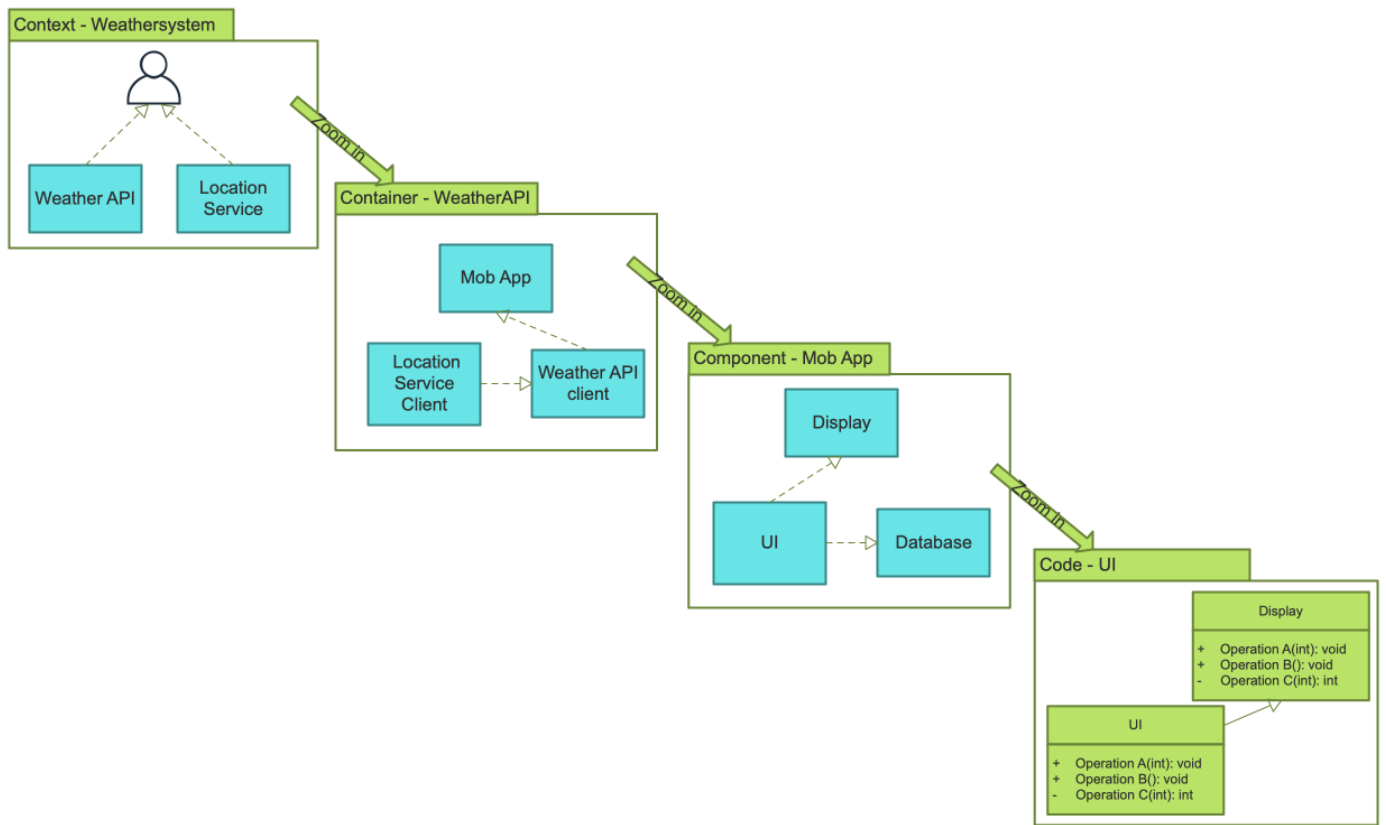 Context - Weathersystem
Weather API
Location
Service
Zoom in
Container - WeatherAPI
Mob App
Location
Service
Client
Weather API
client
Zoom in
Component - Mob App
Display
UI
Database
Zoom in
Code - UI
Display
+ Operation A(int): void
+ Operation B(): void
- Operation C(int): int
UI
+ Operation A(int): void
+ Operation B(): void
- Operation C(int): int